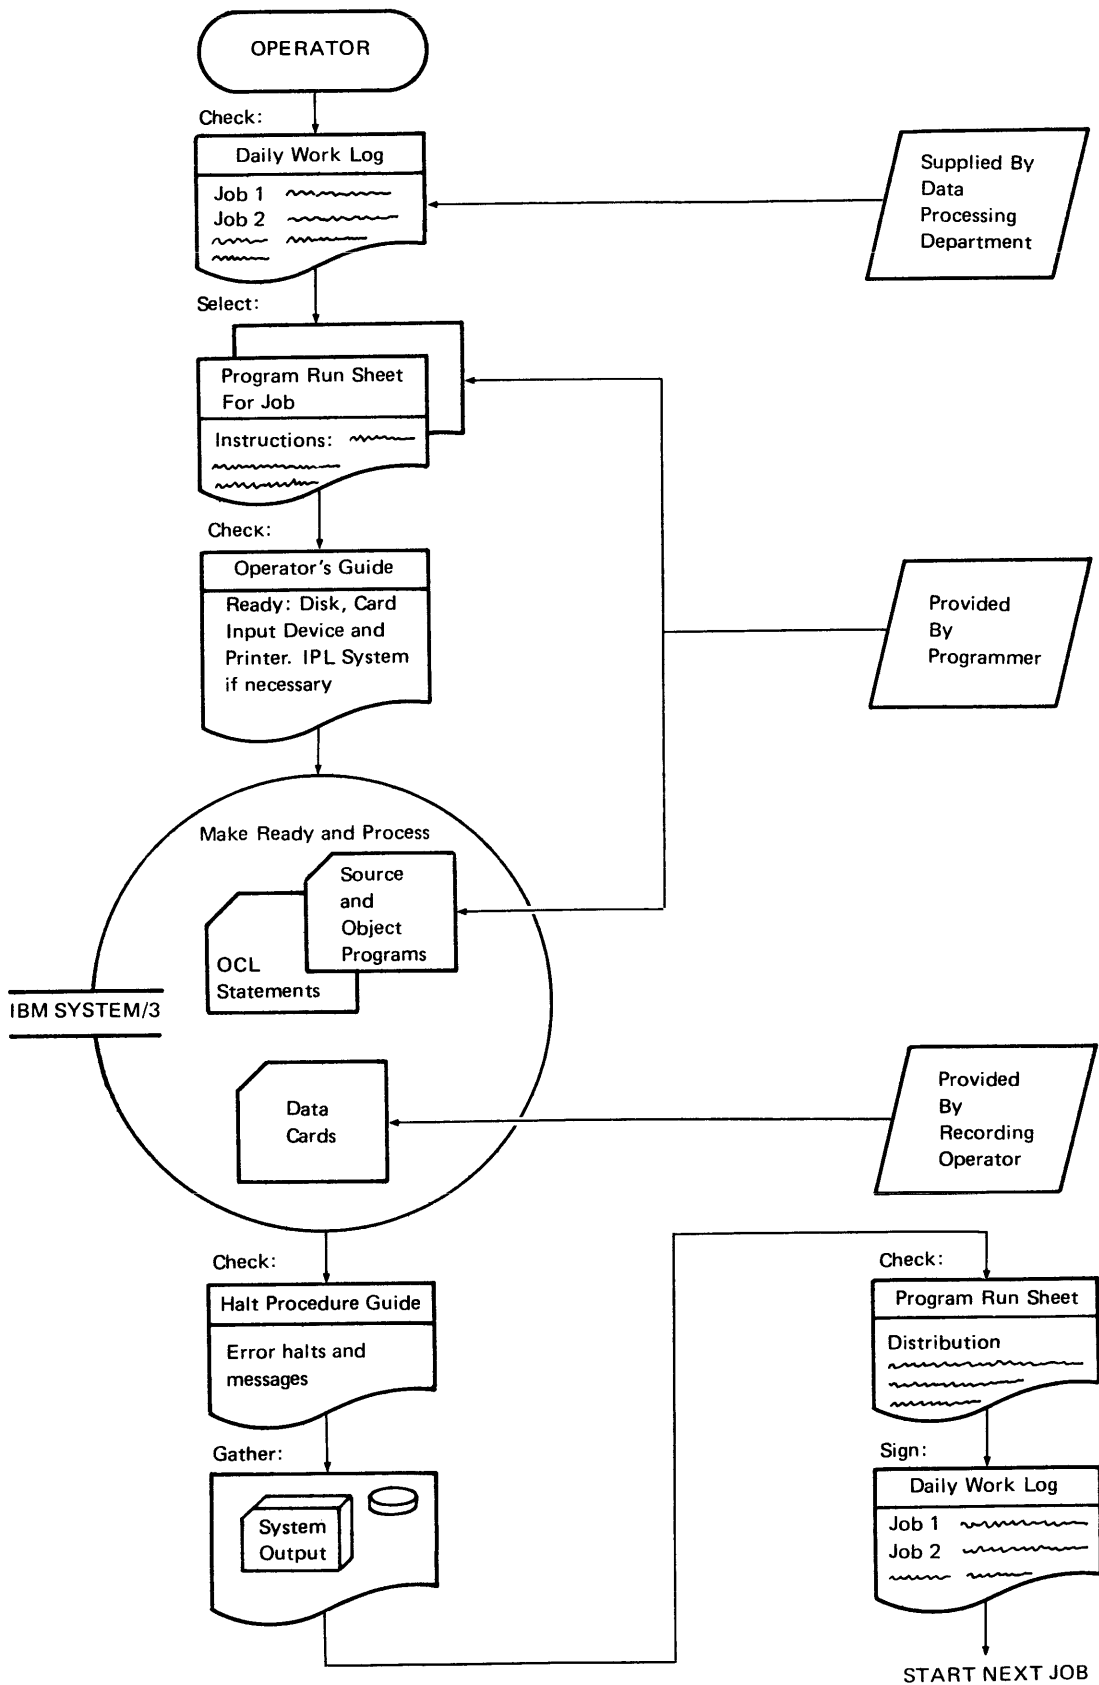 OPERATOR
Check:
Daily Work Log
Job 1
Job 2
Supplied By
Data
Processing
Department
Select:
Program Run Sheet
For Job
Instructions:
Check:
Operator's Guide
Ready: Disk, Card
Input Device and
Printer. IPL System
if necessary
Provided
By
Programmer
Make Ready and Process
Source
and
Object
Programs
OCL
Statements
IBM SYSTEM/3
Data
Cards
Provided
By
Recording
Operator
Check:
Halt Procedure Guide
Error halts and
messages
Gather:
System
Output
Check:
Program Run Sheet
Distribution
Sign:
Daily Work Log
Job 1
Job 2
START NEXT JOB